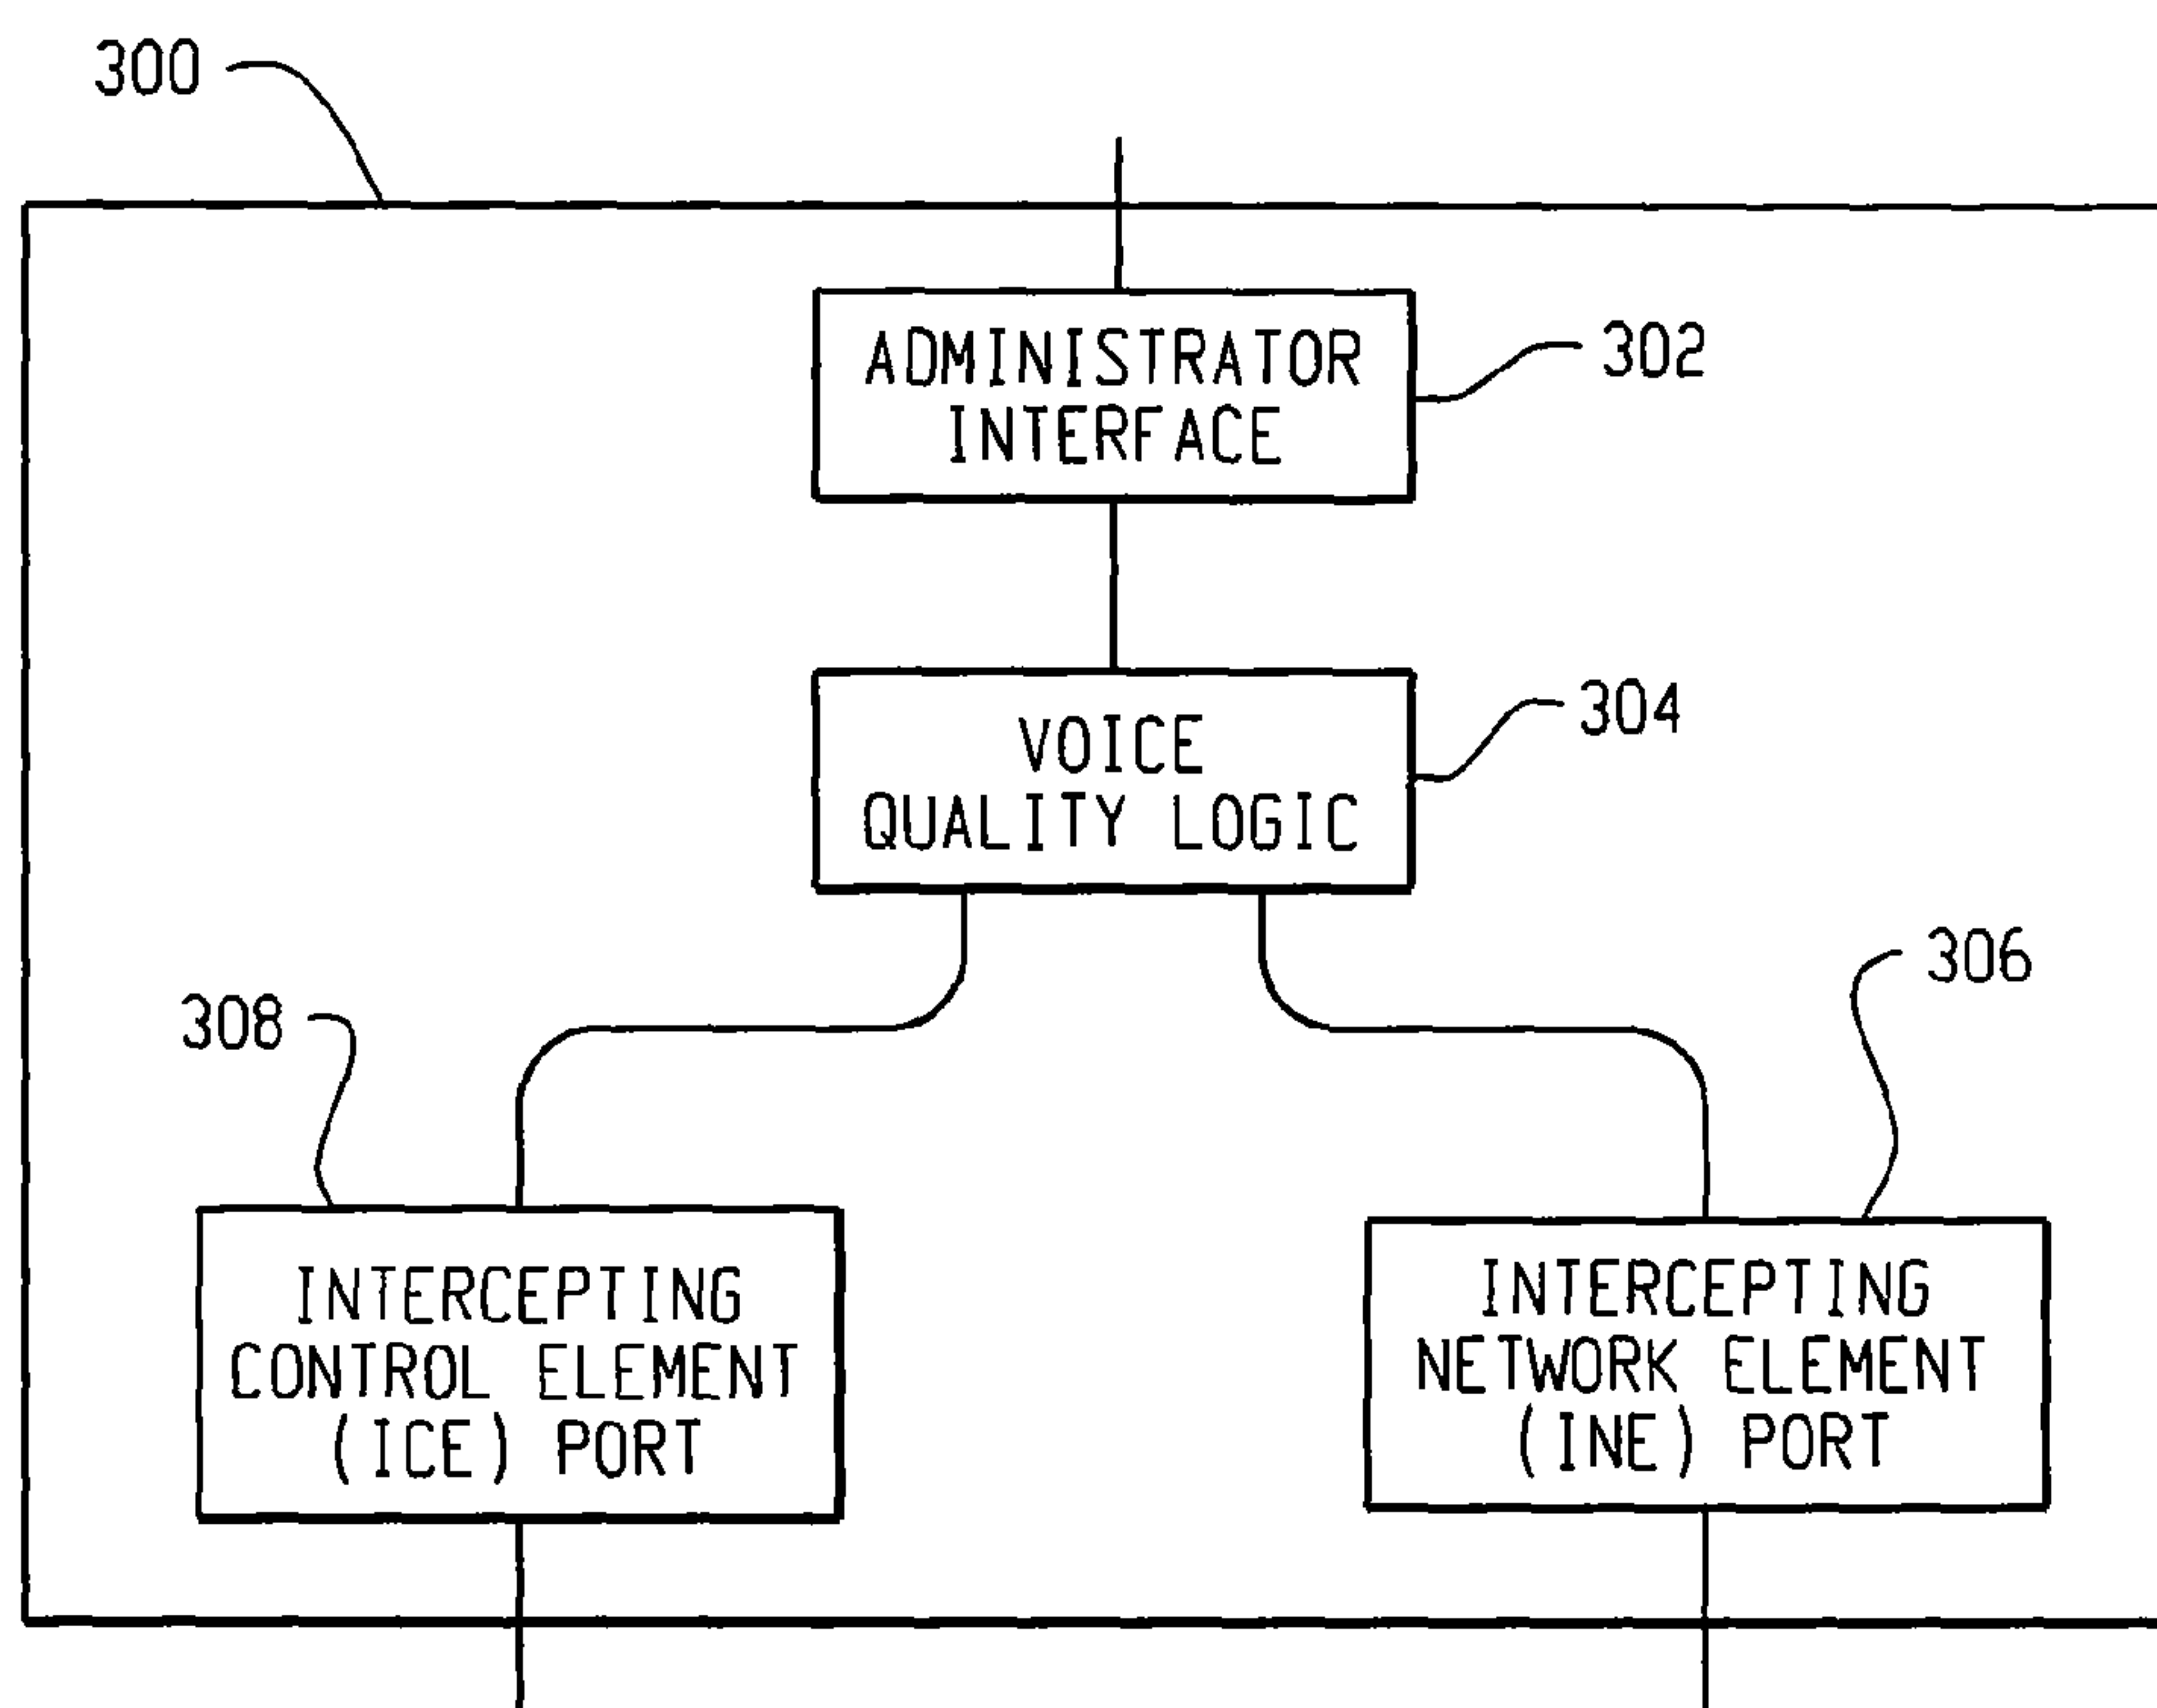 300
ADMINISTRATOR
INTERFACE
302
VOICE
QUALITY LOGIC
304
306
308
INTERCEPTING
CONTROL ELEMENT
(ICE) PORT
INTERCEPTING
NETWORK ELEMENT
(INE) PORT